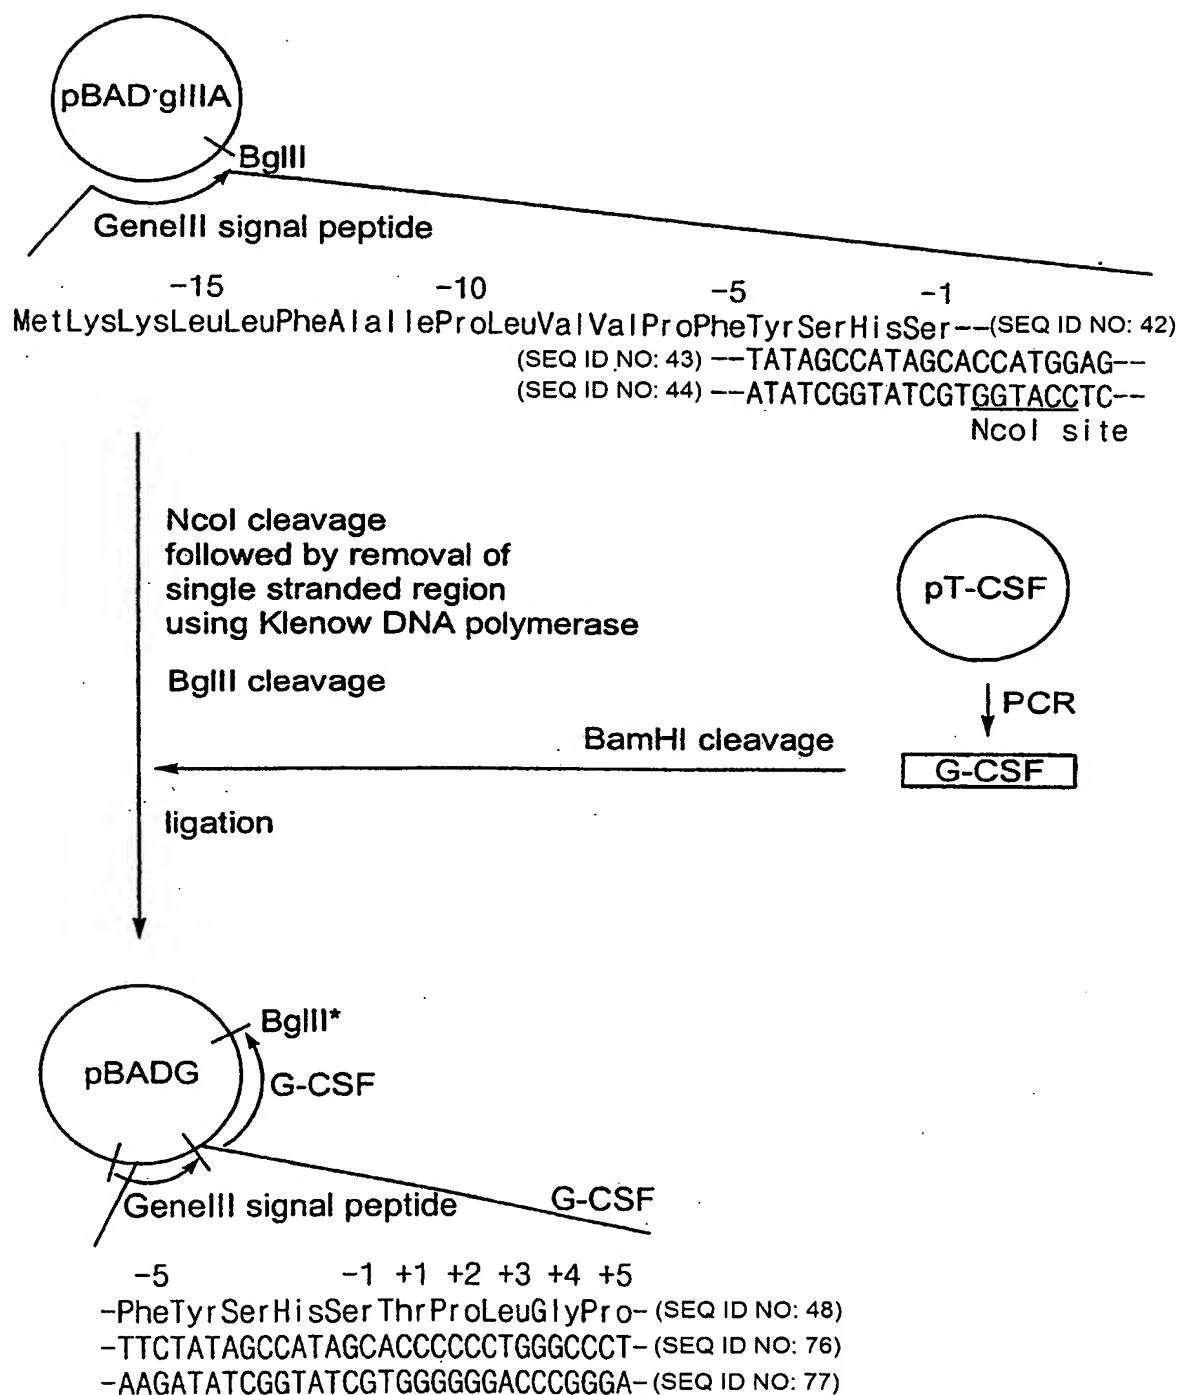 pBAD·gIIIA
BglII
GeneIII signal peptide
-15 -10 -5 -1
MetLysLysLeuLeuPheAlaIleProLeuValValProPheTyrSerHisSer--(SEQ ID NO: 42)
(SEQ ID NO: 43) --TATAGCCATAGCACCATGGAG--
(SEQ ID NO: 44) --ATATCGGTATCGTGGTACCTC--
NcoI site
NcoI cleavage
followed by removal of
single stranded region
using Klenow DNA polymerase
BglII cleavage
pT-CSF
PCR
BamHI cleavage
G-CSF
ligation
BglII*
pBADG
G-CSF
GeneIII signal peptide
G-CSF
-5 -1 +1 +2 +3 +4 +5
-PheTyrSerHisSerThrProLeuGlyPro- (SEQ ID NO: 48)
-TTCTATAGCCATAGCACCCCCCTGGGCCCT- (SEQ ID NO: 76)
-AAGATATCGGTATCGTGGGGGGACCCGGGA- (SEQ ID NO: 77)